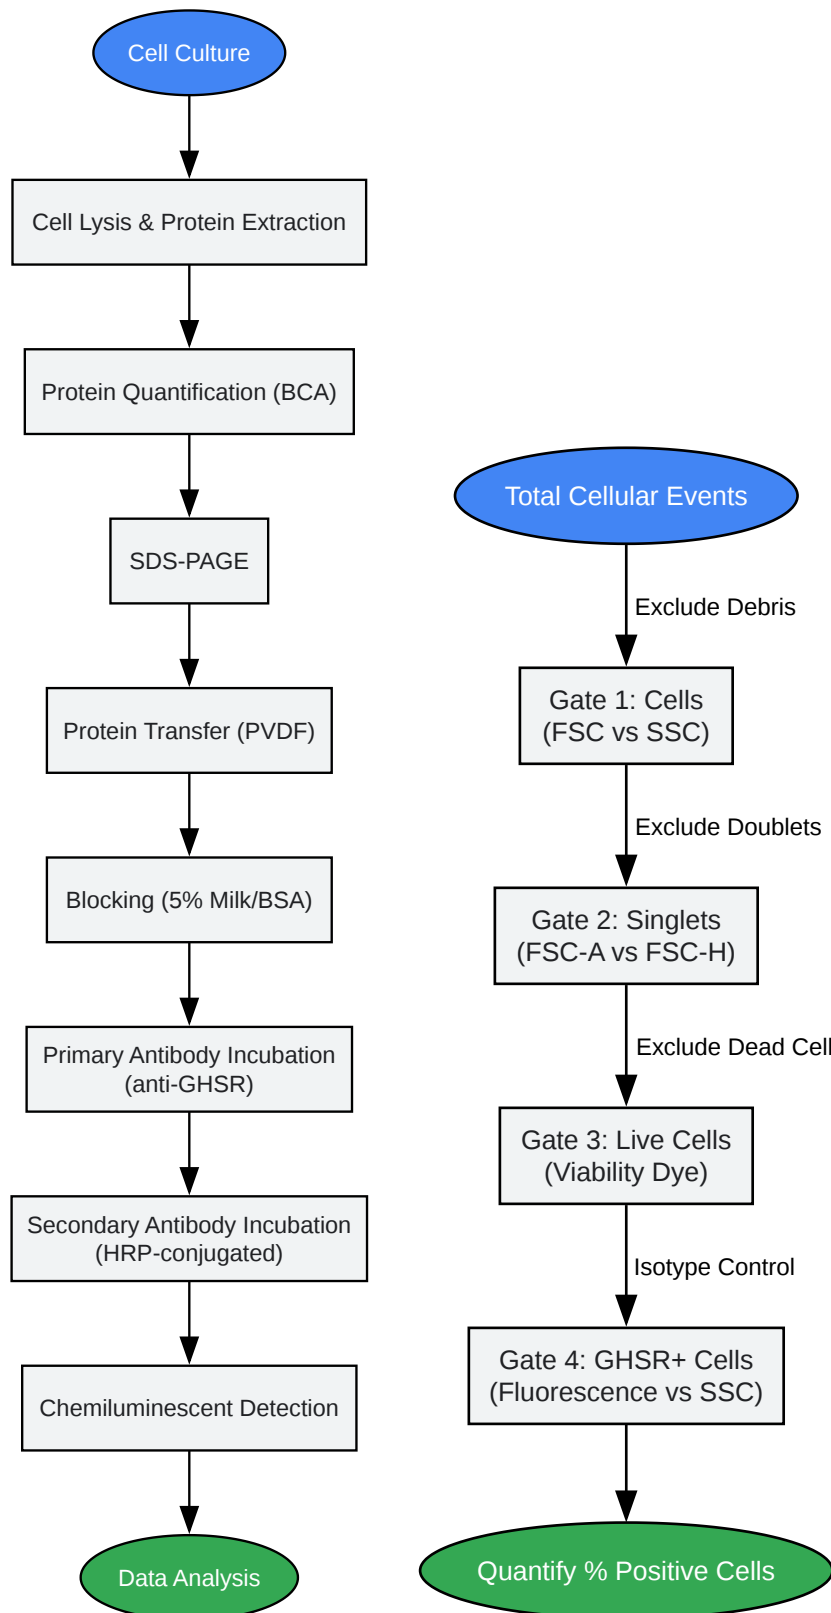 Cell Culture
Cell Lysis & Protein Extraction
Protein Quantification (BCA)
SDS-PAGE
Protein Transfer (PVDF)
Blocking (5% Milk/BSA)
Primary Antibody Incubation
(anti-GHSR)
Secondary Antibody Incubation
(HRP-conjugated)
Chemiluminescent Detection
Data Analysis
Total Cellular Events
Exclude Debris
Gate 1: Cells
(FSC vs SSC)
Exclude Doublets
Gate 2: Singlets
(FSC-A vs FSC-H)
Exclude Dead Cell
Gate 3: Live Cells
(Viability Dye)
Isotype Control
Gate 4: GHSR+ Cells
(Fluorescence vs SSC)
Quantify % Positive Cells